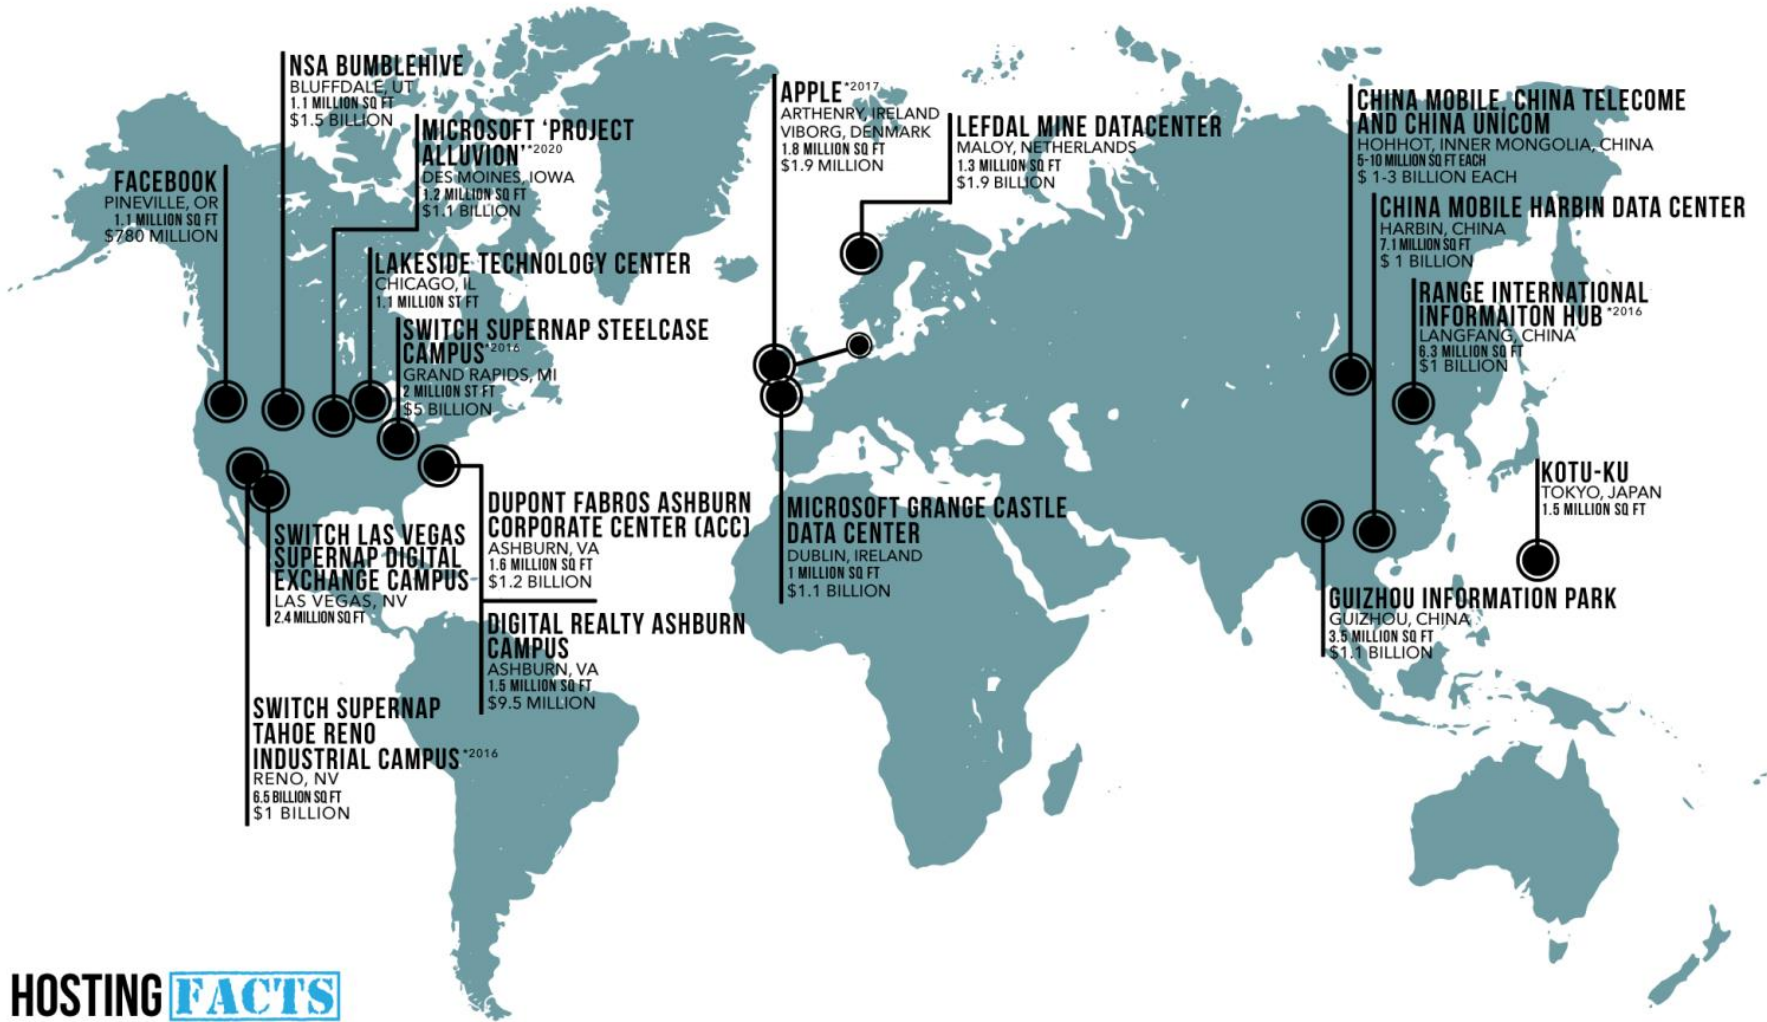 NSA BUMBLEHIVE
BLUFFDALE, UT
1.1 MILLION SQ FT
$1.5 BILLION
MICROSOFT ‘PROJECT
ALLUVION’*2020
DES MOINES, IOWA
1.2 MILLION SQ FT
$1.1 BILLION
FACEBOOK
PINEVILLE, OR
1.1 MILLION SQ FT
$780 MILLION
LAKESIDE TECHNOLOGY CENTER
CHICAGO, IL
1.1 MILLION ST FT
SWITCH SUPERNAP STEELCASE
CAMPUS*2016
GRAND RAPIDS, MI
2 MILLION ST FT
$5 BILLION
APPLE*2017
ARTHENRY, IRELAND
VIBORG, DENMARK
1.8 MILLION SQ FT
$1.9 MILLION
LEFDAL MINE DATACENTER
MALOY, NETHERLANDS
1.3 MILLION SQ FT
$1.9 BILLION
CHINA MOBILE, CHINA TELECOME
AND CHINA UNICOM
HOHHOT, INNER MONGOLIA, CHINA
5-10 MILLION SQ FT EACH
$ 1-3 BILLION EACH
CHINA MOBILE HARBIN DATA CENTER
HARBIN, CHINA
7.1 MILLION SQ FT
$ 1 BILLION
RANGE INTERNATIONAL
INFORMAITON HUB*2016
LANGFANG, CHINA
6.3 MILLION SQ FT
$1 BILLION
KOTU-KU
TOKYO, JAPAN
1.5 MILLION SQ FT
DUPONT FABROS ASHBURN
CORPORATE CENTER (ACC)
ASHBURN, VA
1.6 MILLION SQ FT
$1.2 BILLION
MICROSOFT GRANGE CASTLE
DATA CENTER
DUBLIN, IRELAND
1 MILLION SQ FT
$1.1 BILLION
SWITCH LAS VEGAS
SUPERNAP DIGITAL
EXCHANGE CAMPUS
LAS VEGAS, NV
2.4 MILLION SQ FT
DIGITAL REALTY ASHBURN
CAMPUS
ASHBURN, VA
1.5 MILLION SQ FT
$9.5 MILLION
GUIZHOU INFORMATION PARK
GUIZHOU, CHINA
3.5 MILLION SQ FT
$1.1 BILLION
SWITCH SUPERNAP
TAHOE RENO
INDUSTRIAL CAMPUS*2016
RENO, NV
6.5 BILLION SQ FT
$1 BILLION
HOSTING FACTS